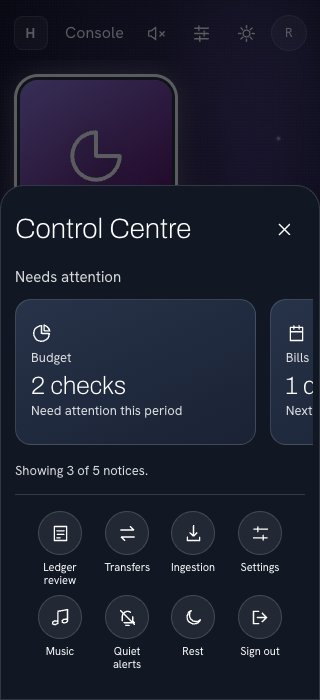 H
Console
R
Control Centre
Needs attention
Budget
2 checks
Need attention this period
Bills
Next
Showing 3 of 5 notices.
Ledger review
Transfers
Ingestion
Settings
Music
Quiet alerts
Rest
Sign out